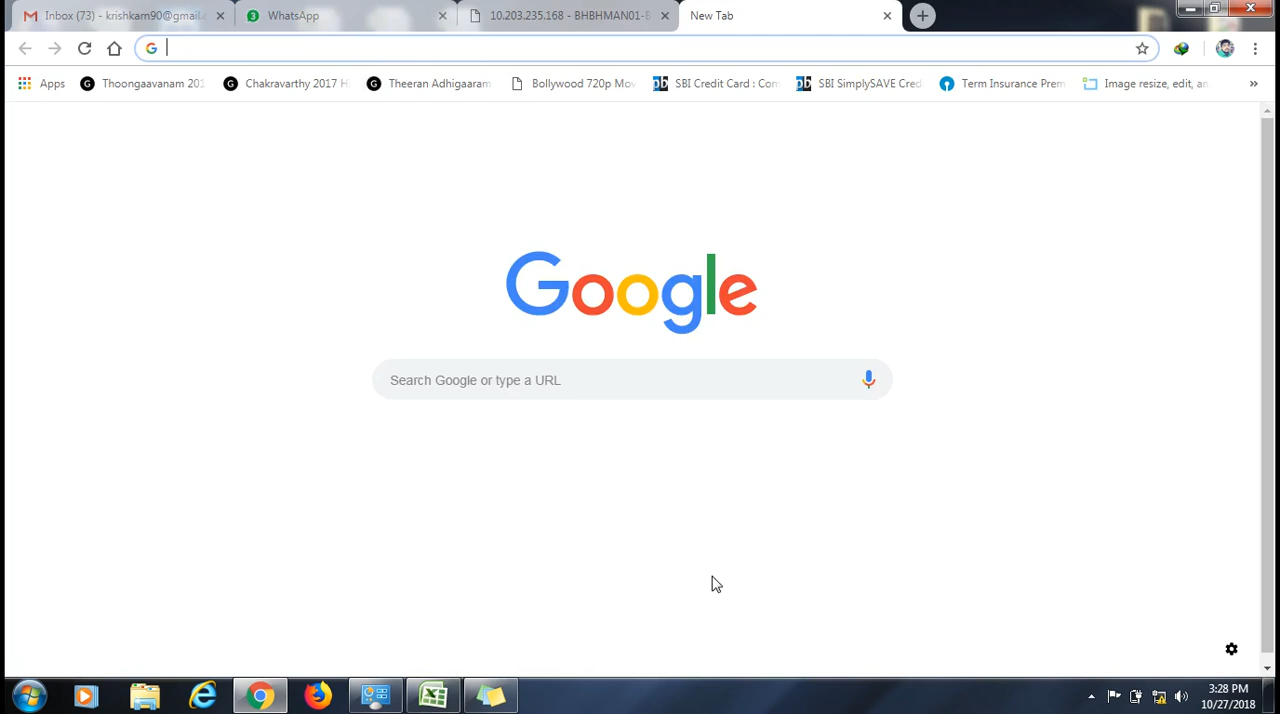 Inbox (73) - krishkarn90@gmail.c
WhatsApp
10.203.235.168 - BHBHMAN01-B
New Tab
Apps
Thoongaavanam 201
Chakravarthy 2017 H
Theeran Adhigaaram
Bollywood 720p Mov
SBI Credit Card : Com
SBI SimplySAVE Cred
Term Insurance Prem
Image resize, edit, an
Google
Search Google or type a URL
3:28 PM
10/27/2018